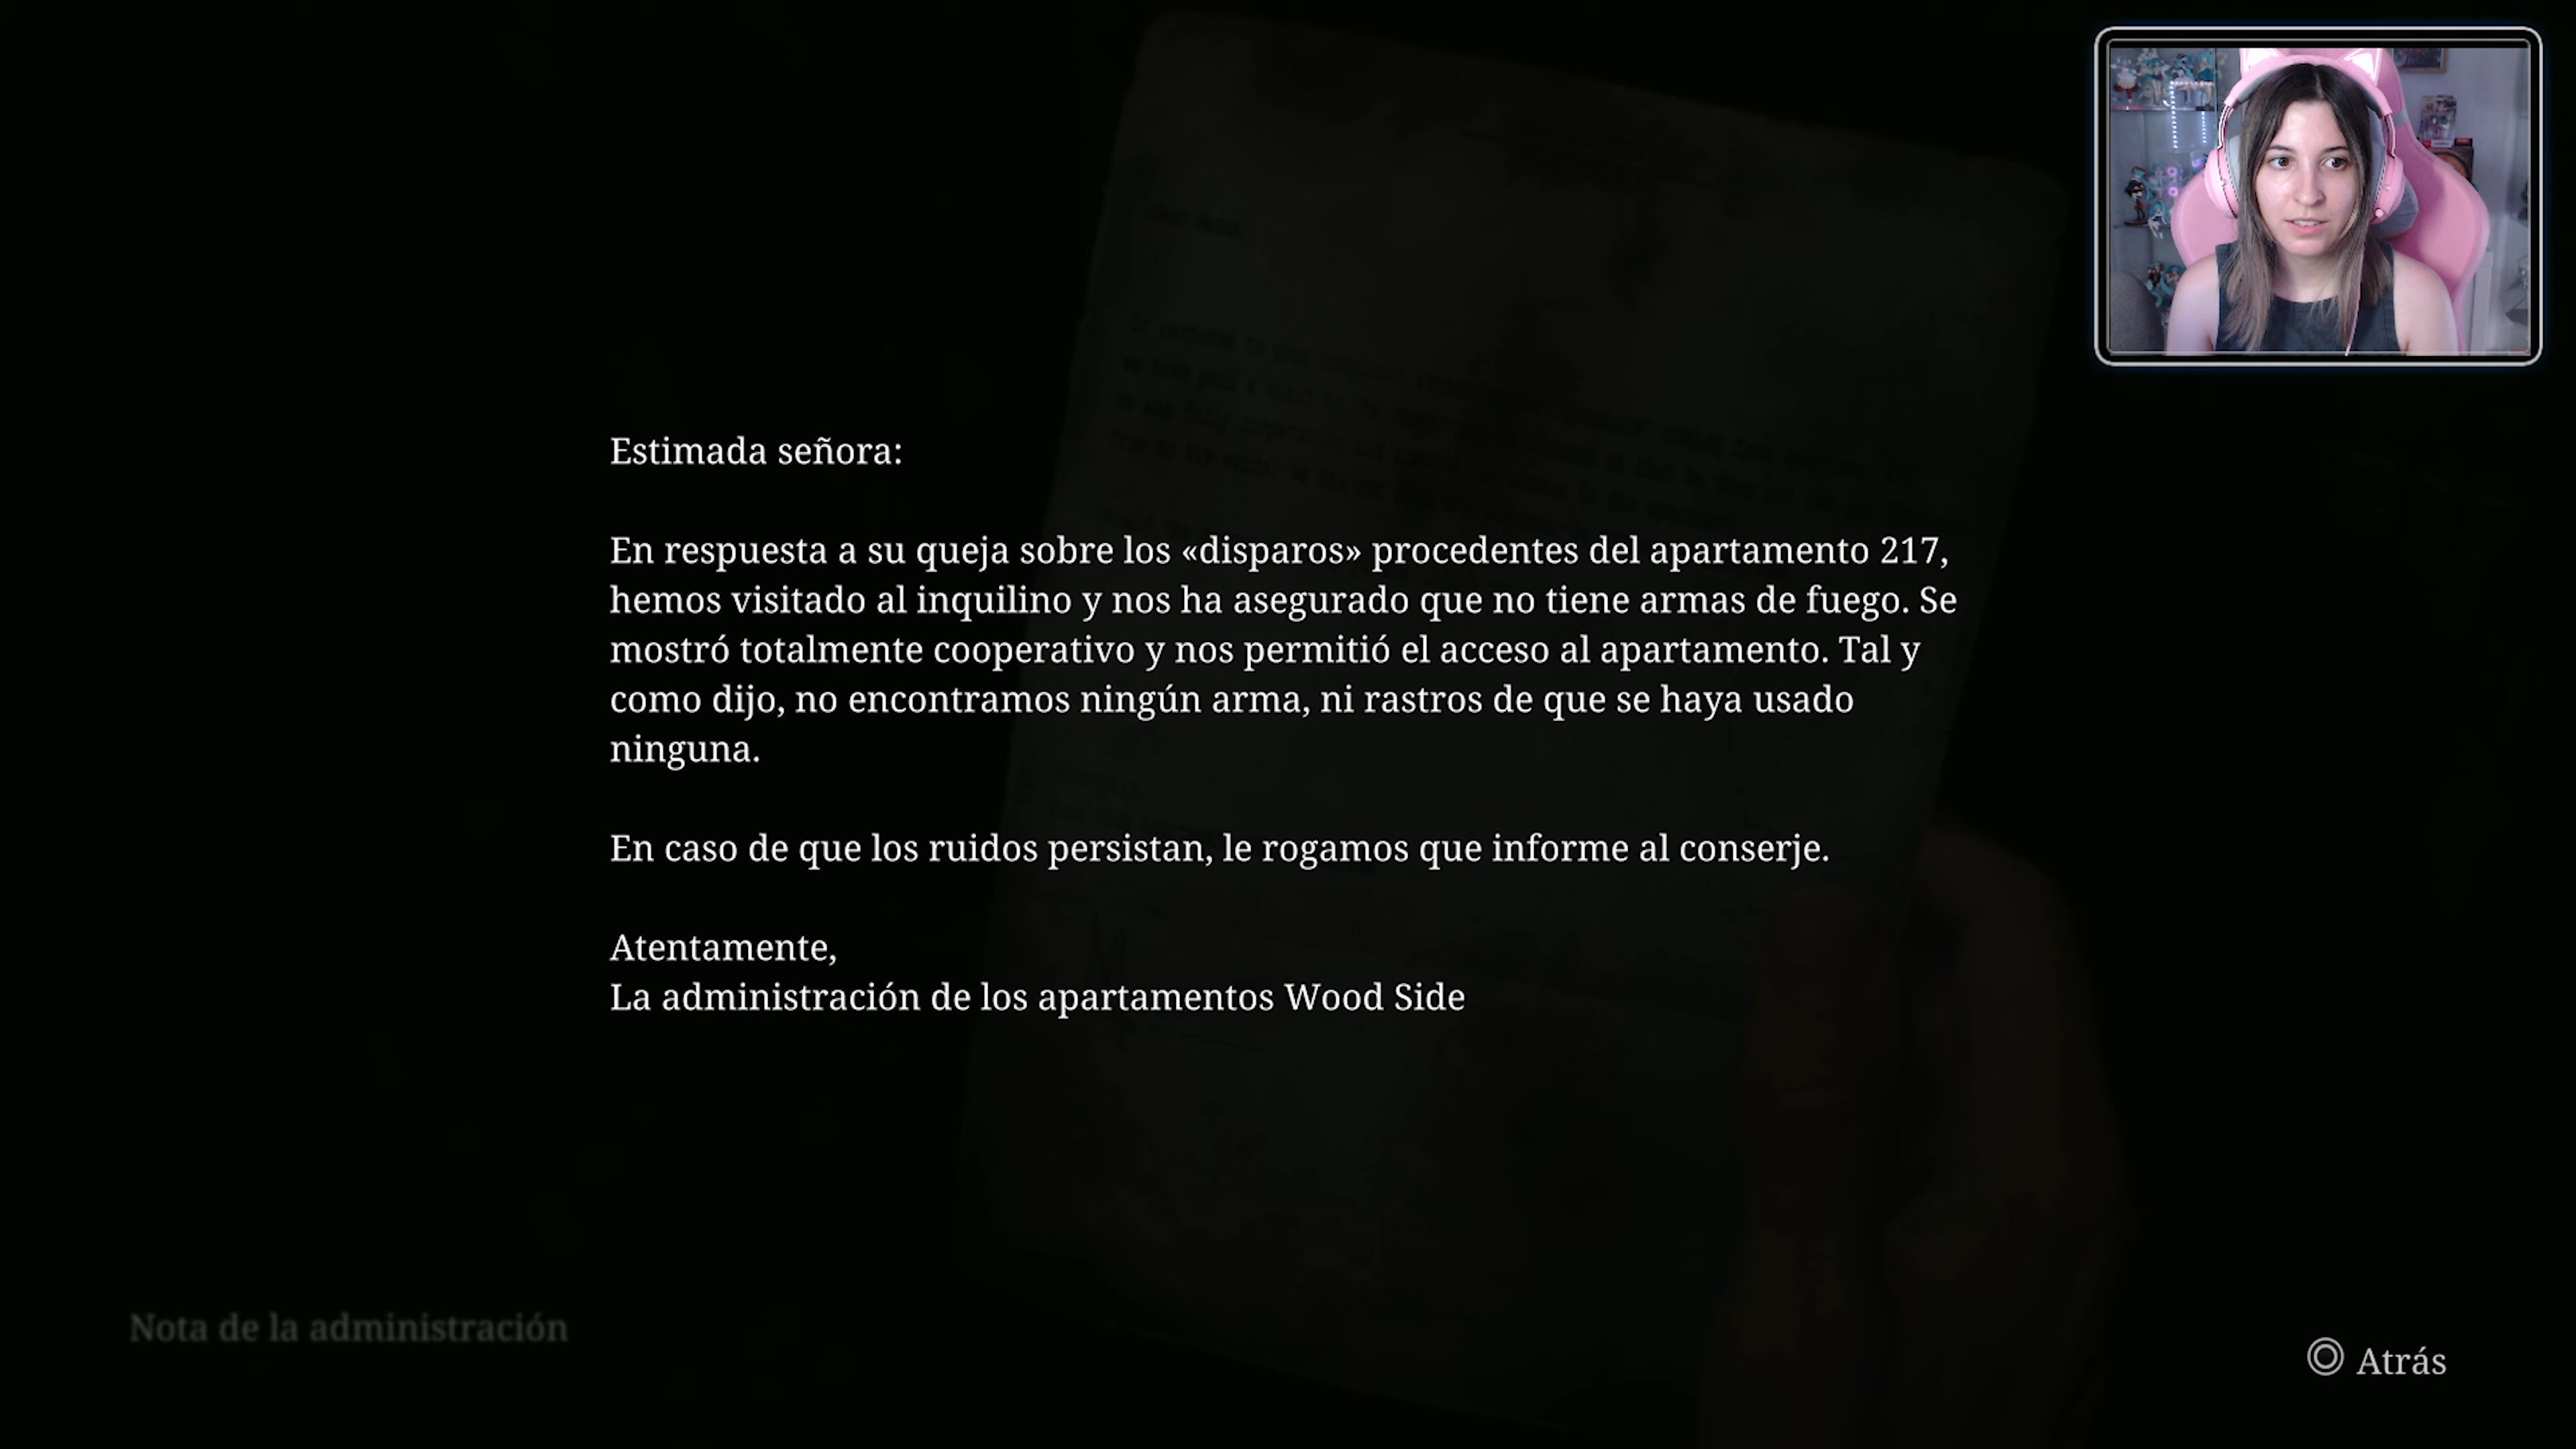 Estimada señora:
En respuesta a su queja sobre los «disparos» procedentes del apartamento 217,
hemos visitado al inquilino y nos ha asegurado que no tiene armas de fuego. Se
mostró totalmente cooperativo y nos permitió el acceso al apartamento. Tal y
como dijo, no encontramos ningún arma, ni rastros de que se haya usado
ninguna.
En caso de que los ruidos persistan, le rogamos que informe al conserje.
Atentamente,
La administración de los apartamentos Wood Side
Nota de la administración
Atrás